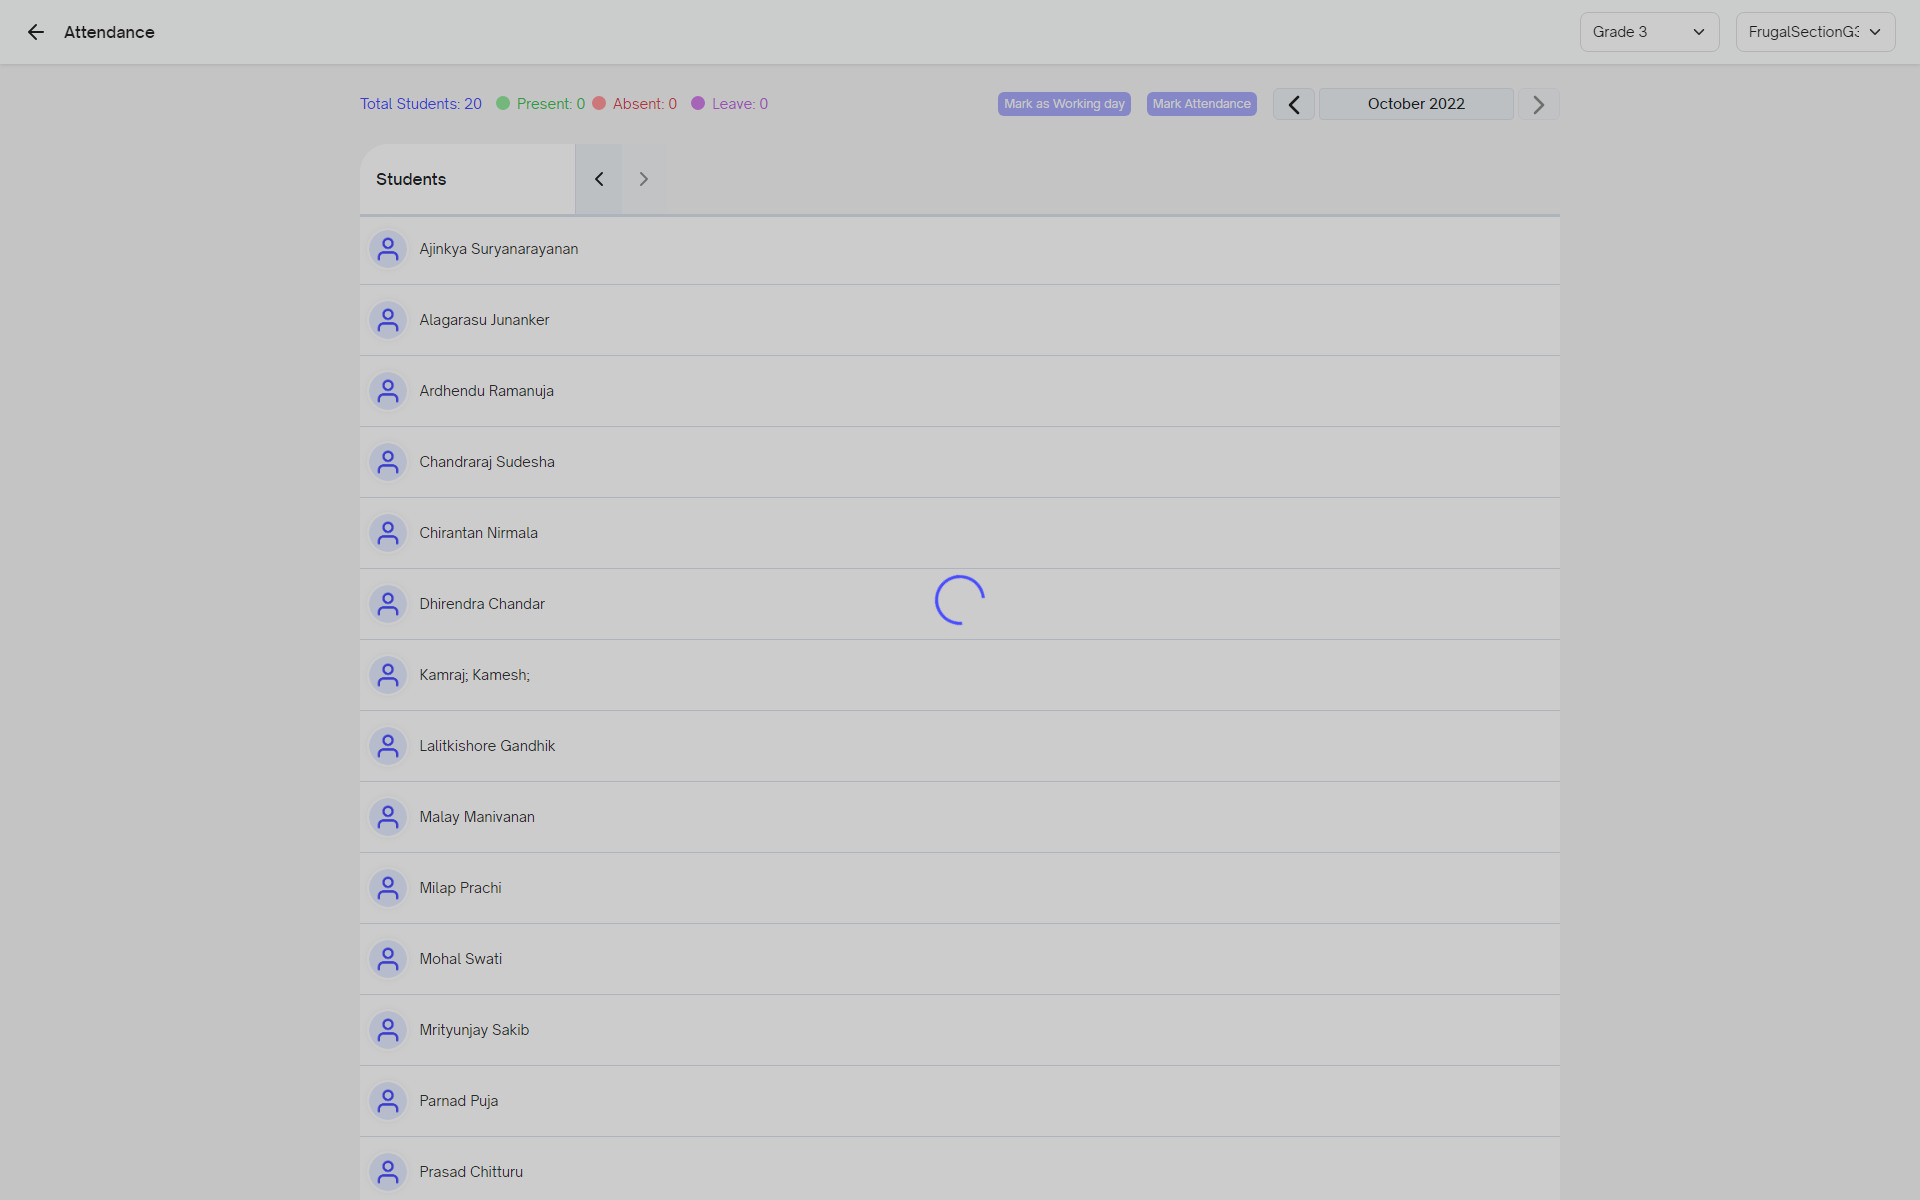 Attendance
Grade 3
FrugalSectionG3
Total Students: 20 Present: 0 Absent: 0 Leave: 0
Mark as Working day
Mark Attendance
October 2022
Students
Ajinkya Suryanarayanan
Alagarasu Junanker
Ardhendu Ramanuja
Chandraraj Sudesha
Chirantan Nirmala
Dhirendra Chandar
Kamraj; Kamesh;
Lalitkishore Gandhik
Malay Manivanan
Milap Prachi
Mohal Swati
Mrityunjay Sakib
Parnad Puja
Prasad Chitturu